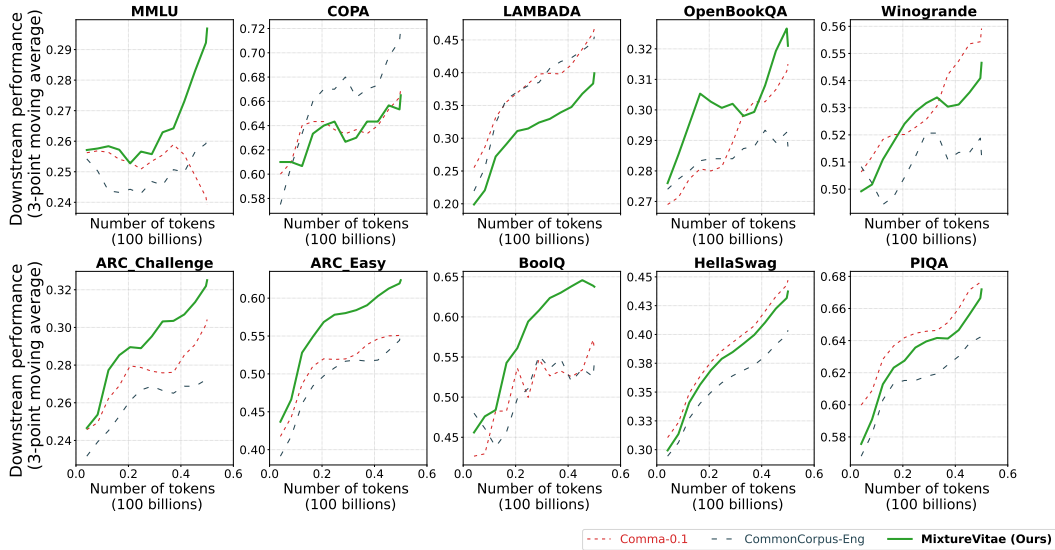 MMLU
COPA
LAMBADA
OpenBookQA
Winogrande
Downstream performance
(3-point moving average)
0.29
0.28
0.27
0.26
0.25
0.24
0.72
0.70
0.68
0.66
0.64
0.62
0.60
0.58
0.45
0.40
0.35
0.30
0.25
0.20
0.32
0.31
0.30
0.29
0.28
0.27
0.56
0.55
0.54
0.53
0.52
0.51
0.50
Number of tokens
(100 billions)
Number of tokens
(100 billions)
Number of tokens
(100 billions)
Number of tokens
(100 billions)
Number of tokens
(100 billions)
ARC_Challenge
ARC_Easy
BoolQ
HellaSwag
PIQA
Downstream performance
(3-point moving average)
0.32
0.30
0.28
0.26
0.24
0.60
0.55
0.50
0.45
0.40
0.65
0.60
0.55
0.50
0.45
0.45
0.43
0.40
0.38
0.35
0.33
0.30
0.68
0.66
0.64
0.62
0.60
0.58
0.0 0.2 0.4 0.6
0.0 0.2 0.4 0.6
0.0 0.2 0.4 0.6
0.0 0.2 0.4 0.6
0.0 0.2 0.4 0.6
Number of tokens
(100 billions)
Number of tokens
(100 billions)
Number of tokens
(100 billions)
Number of tokens
(100 billions)
Number of tokens
(100 billions)
Comma-0.1 CommonCorpus-Eng MixtureVitae (Ours)